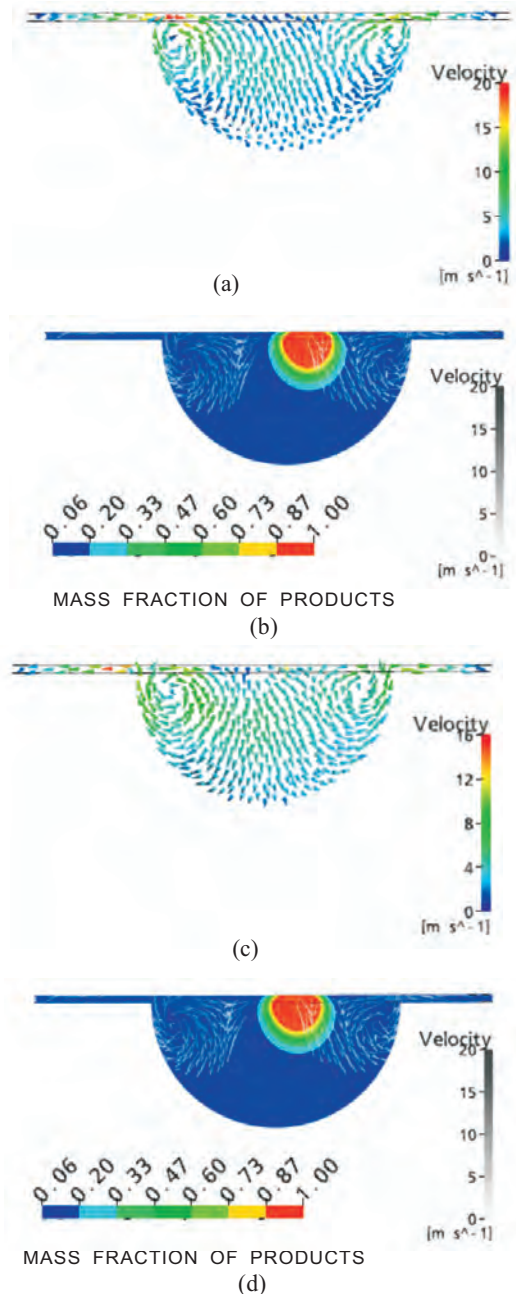 Velocity
20
15
10
5
0
[m s^-1]
(a)
Velocity
20
15
10
5
0
[m s^-1]
0.06 0.20 0.33 0.47 0.60 0.73 0.87 1.00
MASS FRACTION OF PRODUCTS
(b)
Velocity
16
12
8
4
0
[m s^-1]
(c)
Velocity
20
15
10
5
0
[m s^-1]
0.06 0.20 0.33 0.47 0.60 0.73 0.87 1.00
MASS FRACTION OF PRODUCTS
(d)